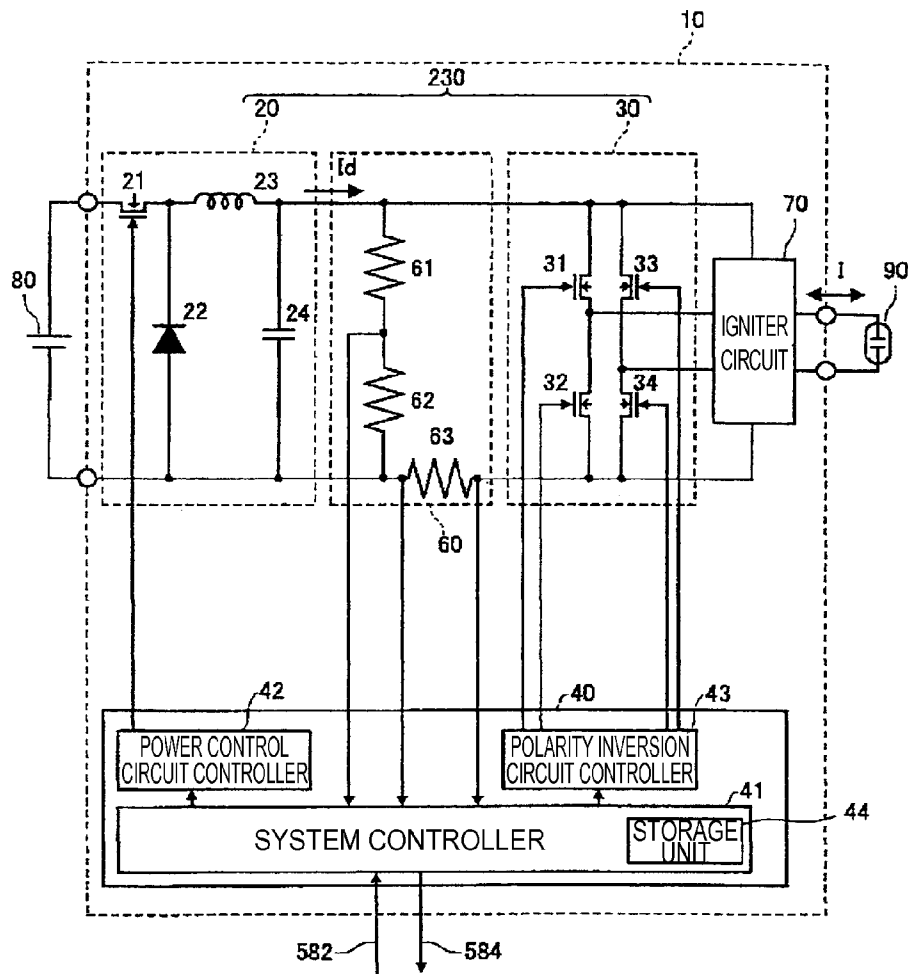 10
230
20
30
Id
21
23
70
61
31
33
I
90
80
22
24
IGNITER
CIRCUIT
62
32
34
63
60
42
40
43
POWER CONTROL
CIRCUIT CONTROLLER
POLARITY INVERSION
CIRCUIT CONTROLLER
41
44
SYSTEM CONTROLLER
STORAGE
UNIT
582
584